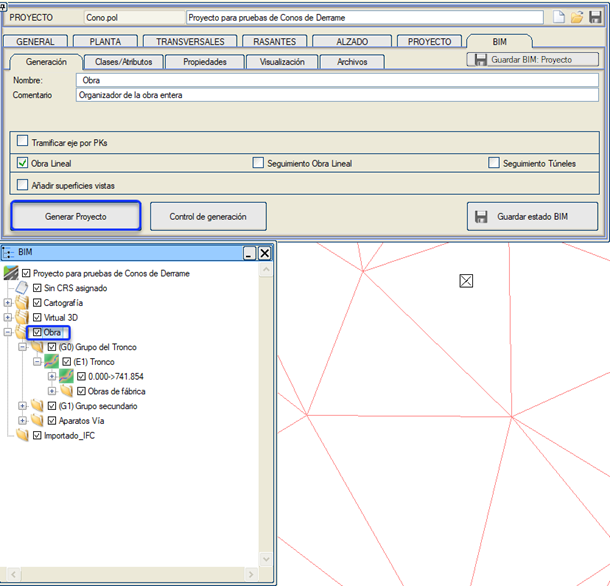 PROYECTO Cono.pol Proyecto para pruebas de Conos de Derrame
GENERAL PLANTA TRANSVERSALES RASANTES ALZADO PROYECTO BIM
Generación Clases/Atributos Propiedades Visualización Archivos Guardar BIM: Proyecto
Nombre: Obra
Comentario Organizador de la obra entera
Tramificar eje por PKs
Obra Lineal Seguimiento Obra Lineal Seguimiento Túneles
Añadir superficies vistas
Generar Proyecto Control de generación Guardar estado BIM
BIM
Proyecto para pruebas de Conos de Derrame
Sin CRS asignado
Cartografía
Virtual 3D
Obra
(G0) Grupo del Tronco
(E1) Tronco
0.000->741.854
Obras de fábrica
(G1) Grupo secundario
Aparatos Vía
Importado_IFC